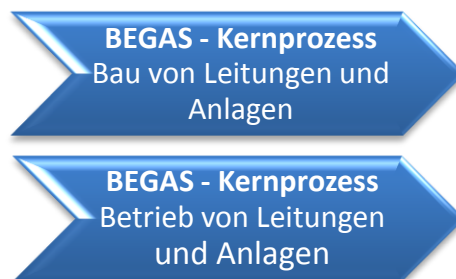 BEGAS - Kernprozess
Bau von Leitungen und
Anlagen
BEGAS - Kernprozess
Betrieb von Leitungen
und Anlagen